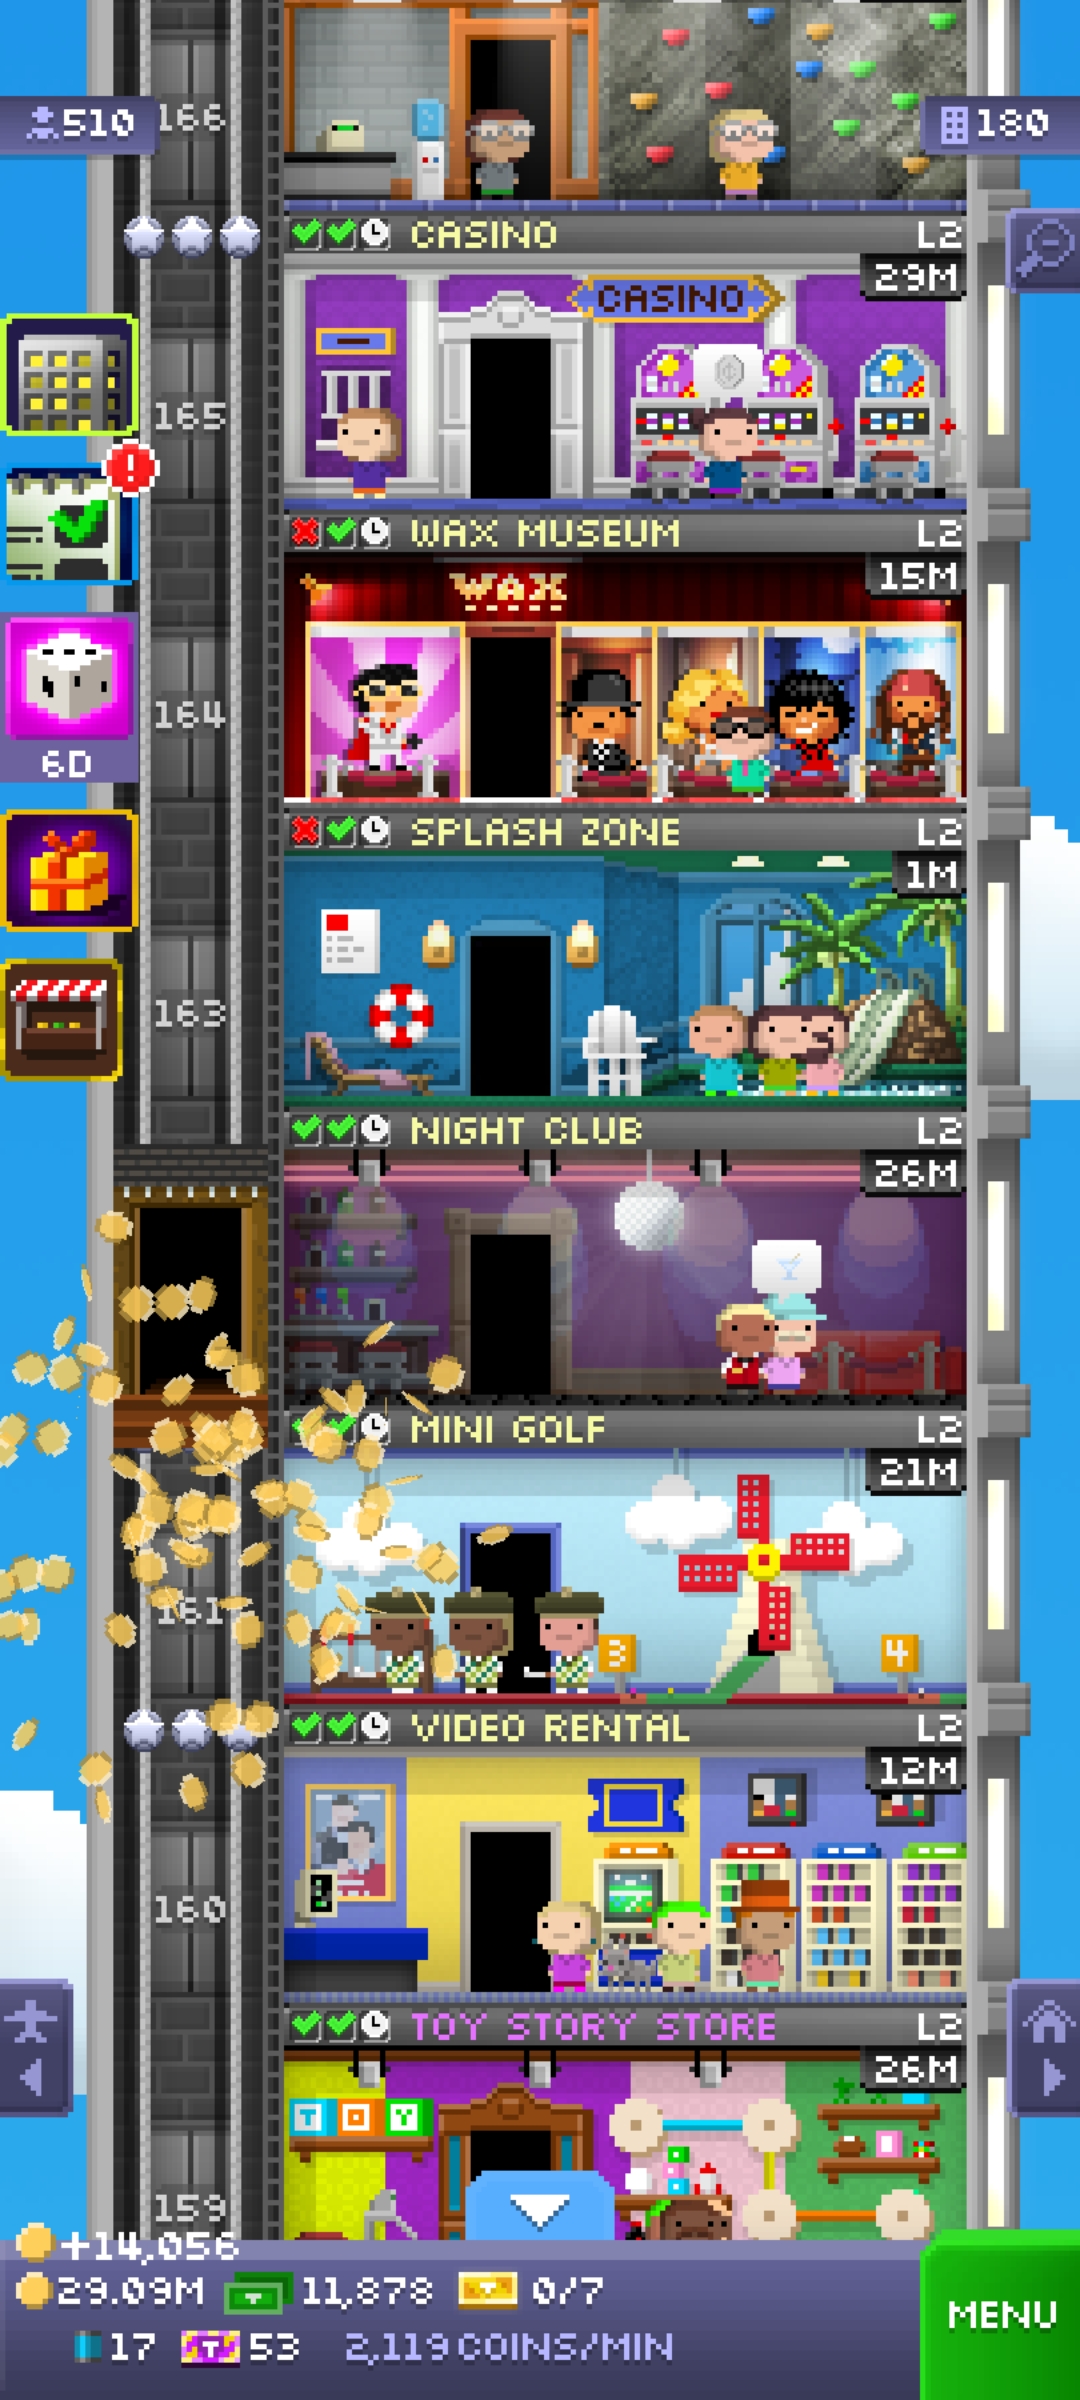 510
166
180
CASINO L2
29M
CASINO
165
WAX MUSEUM L2
15M
WAX
164
6D
SPLASH ZONE L2
1M
163
NIGHT CLUB L2
26M
MINI GOLF L2
21M
161
3
4
VIDEO RENTAL L2
12M
160
TOY STORY STORE L2
26M
TOY
159
+14,056
29.09M 11,878 0/7
MENU
17 T 53 2,119 COINS/MIN